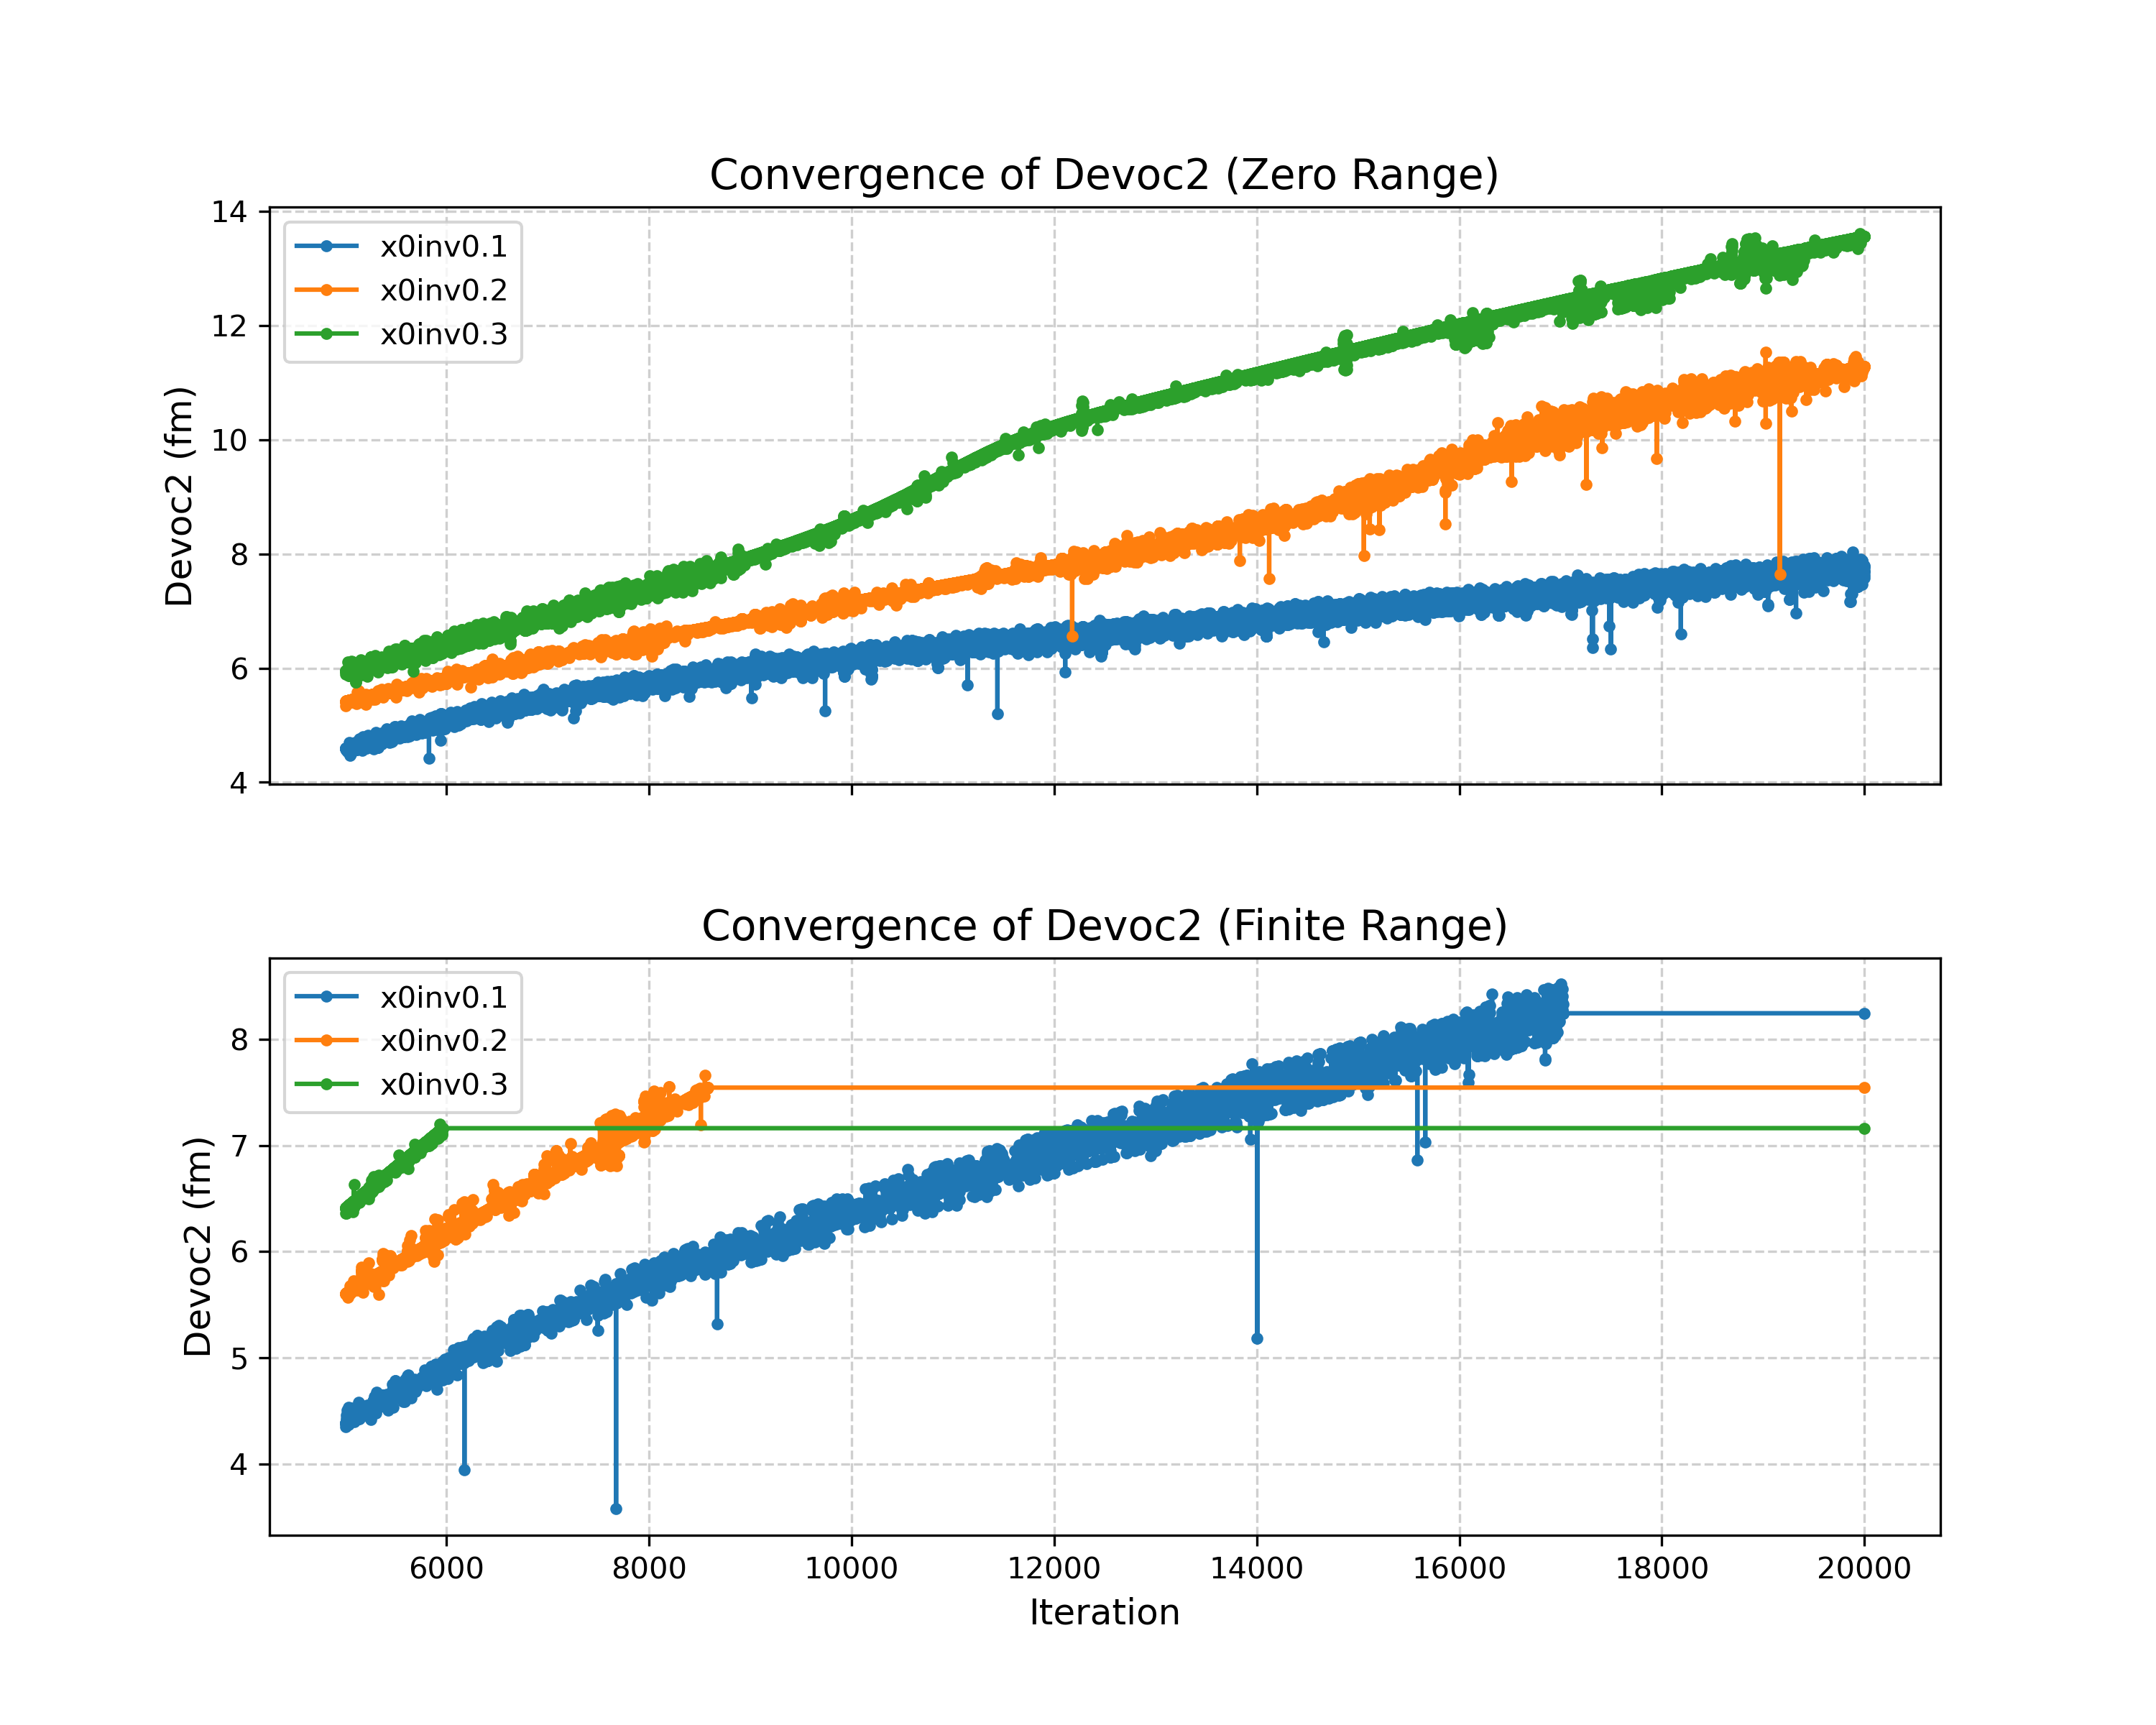 Convergence of Devoc2 (Zero Range)
14
12
10
8
6
4
Devoc2 (fm)
x0inv0.1
x0inv0.2
x0inv0.3
Convergence of Devoc2 (Finite Range)
8
7
6
5
4
Devoc2 (fm)
x0inv0.1
x0inv0.2
x0inv0.3
6000 8000 10000 12000 14000 16000 18000 20000
Iteration